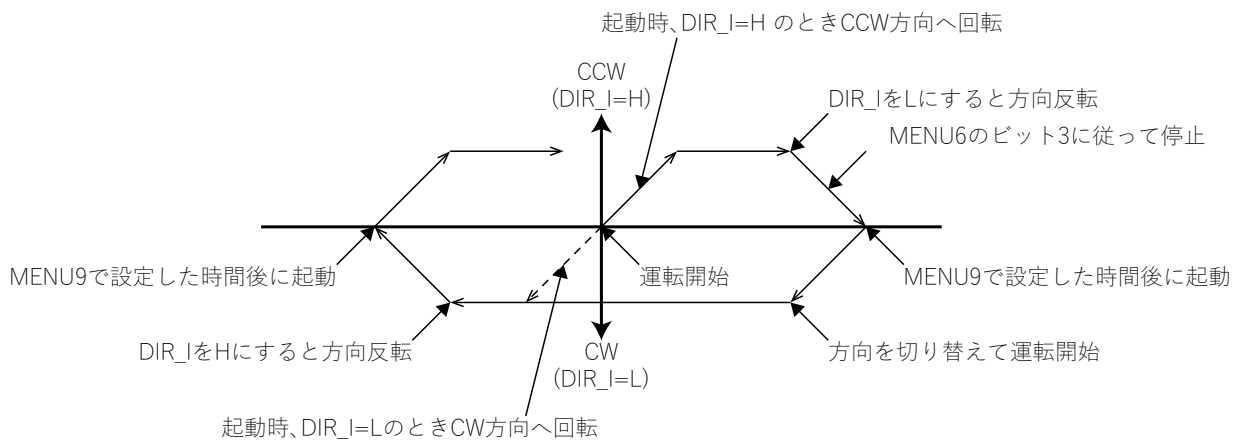 起動時、DIR_I=H のときCCW方向へ回転
CCW
(DIR_I=H)
DIR_IをLにすると方向反転
MENU6のビット3に従って停止
MENU9で設定した時間後に起動
運転開始
MENU9で設定した時間後に起動
DIR_IをHにすると方向反転
CW
(DIR_I=L)
方向を切り替えて運転開始
起動時、DIR_I=LのときCW方向へ回転